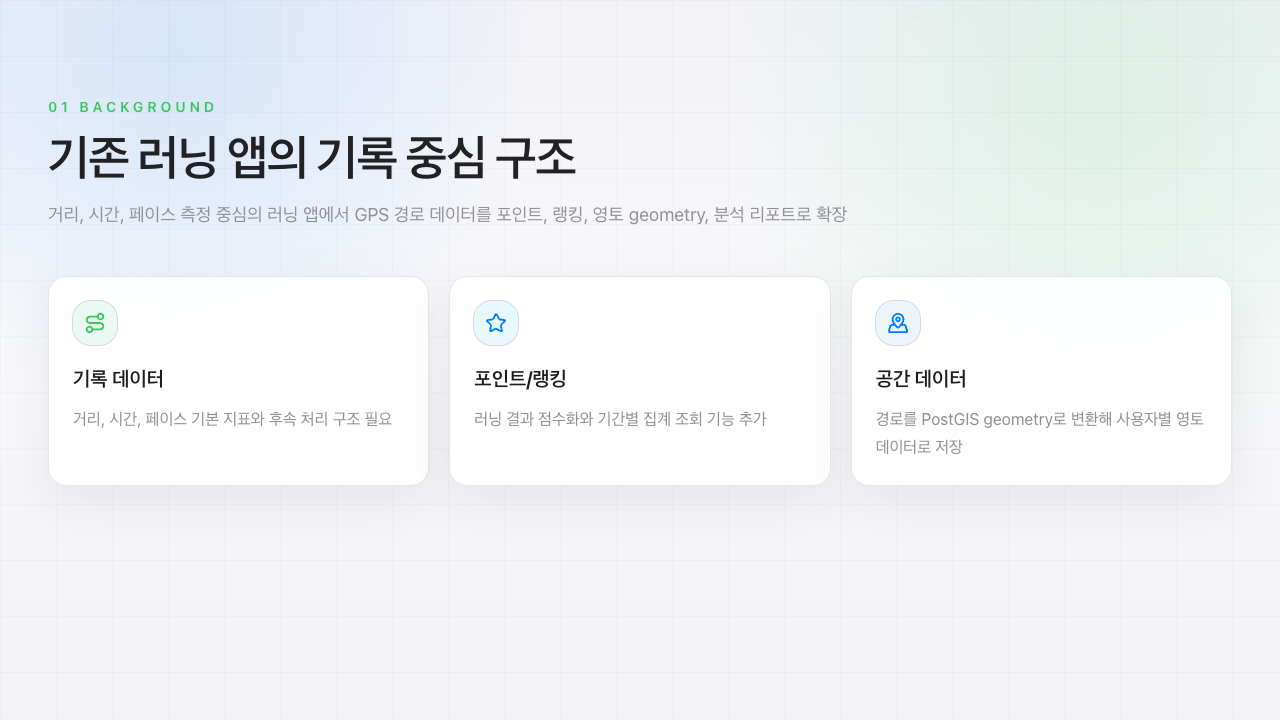 01 BACKGROUND
기존 러닝 앱의 기록 중심 구조
거리, 시간, 페이스 측정 중심의 러닝 앱에서 GPS 경로 데이터를 포인트, 랭킹, 영토 geometry, 분석 리포트로 확장
기록 데이터
거리, 시간, 페이스 기본 지표와 후속 처리 구조 필요
포인트/랭킹
러닝 결과 점수화와 기간별 집계 조회 기능 추가
공간 데이터
경로를 PostGIS geometry로 변환해 사용자별 영토
데이터로 저장